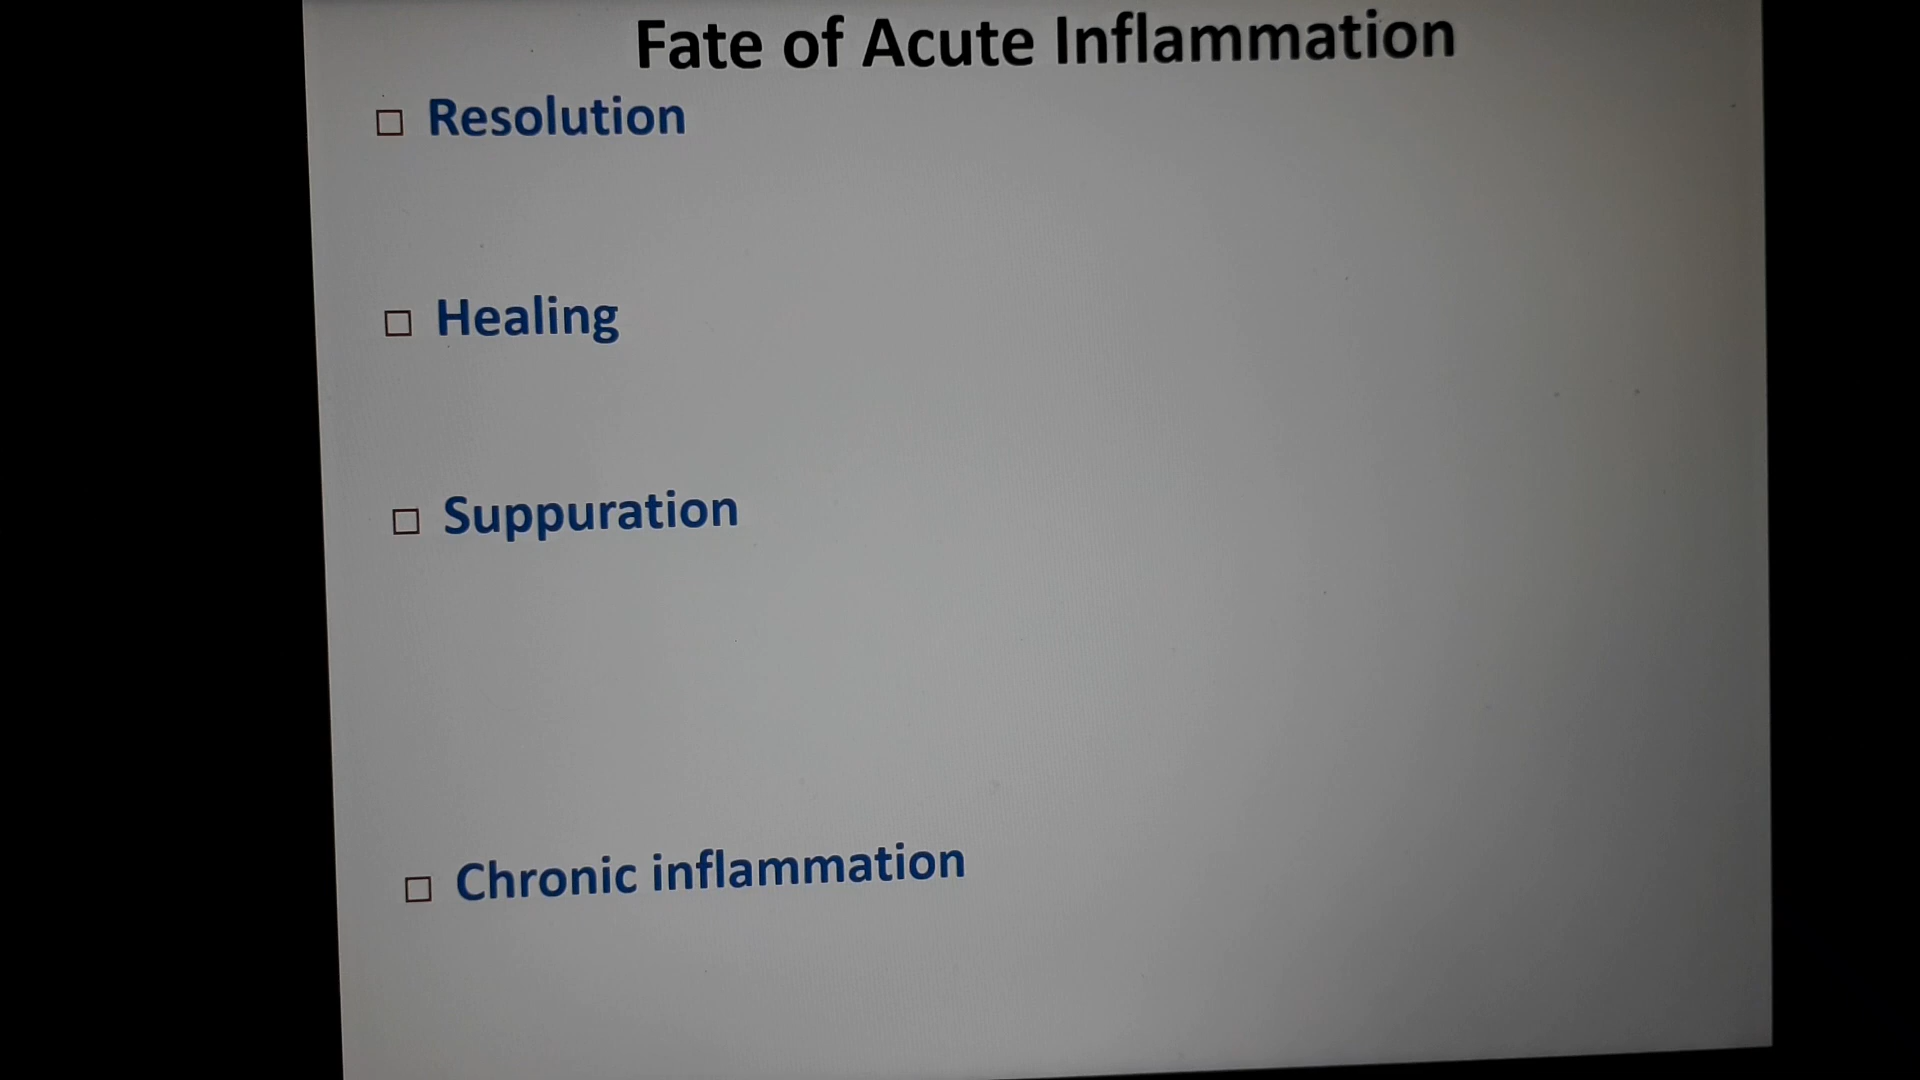 Fate of Acute Inflammation
Resolution
Healing
Suppuration
Chronic inflammation